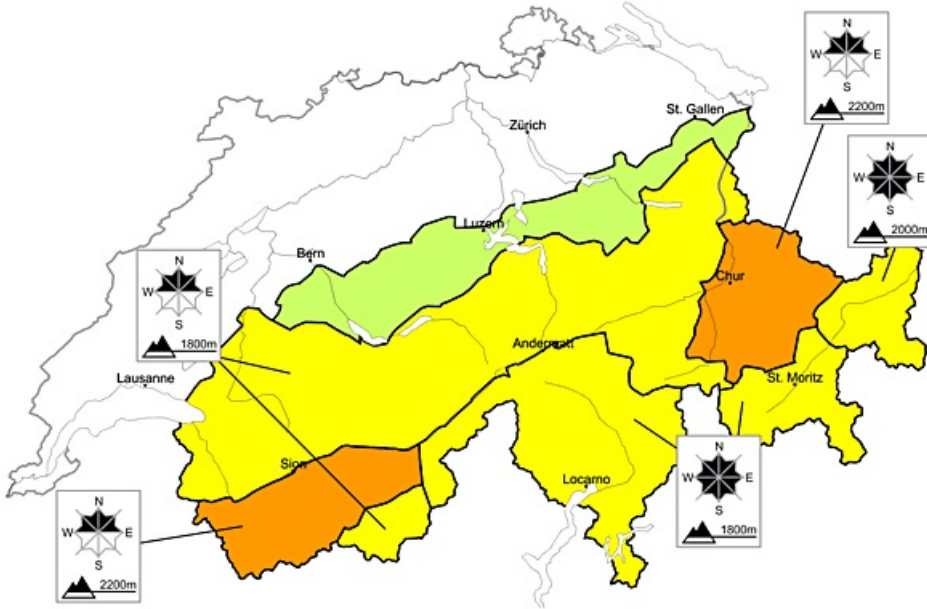 N
W E
S
2200m
St. Gallen
Zürich
N
W E
S
2000m
Luzern
Bern
N
W E
S
1800m
Chur
Andermatt
Lausanne
St. Moritz
Sion
Locarno
N
W E
S
1800m
N
W E
S
2200m